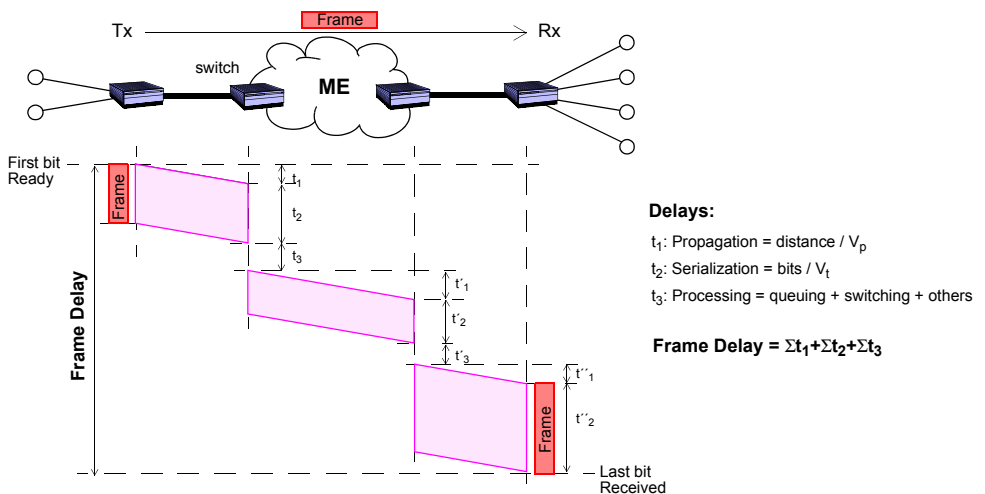 Frame
Tx
Rx
switch
ME
First bit
Ready
Frame
t₁
t₂
t₃
Frame Delay
t´₁
t´₂
t´₃
t´´₁
t´´₂
Frame
Last bit
Received
Delays:
t₁: Propagation = distance / Vₚ
t₂: Serialization = bits / Vₜ
t₃: Processing = queuing + switching + others
Frame Delay = Σt₁+Σt₂+Σt₃